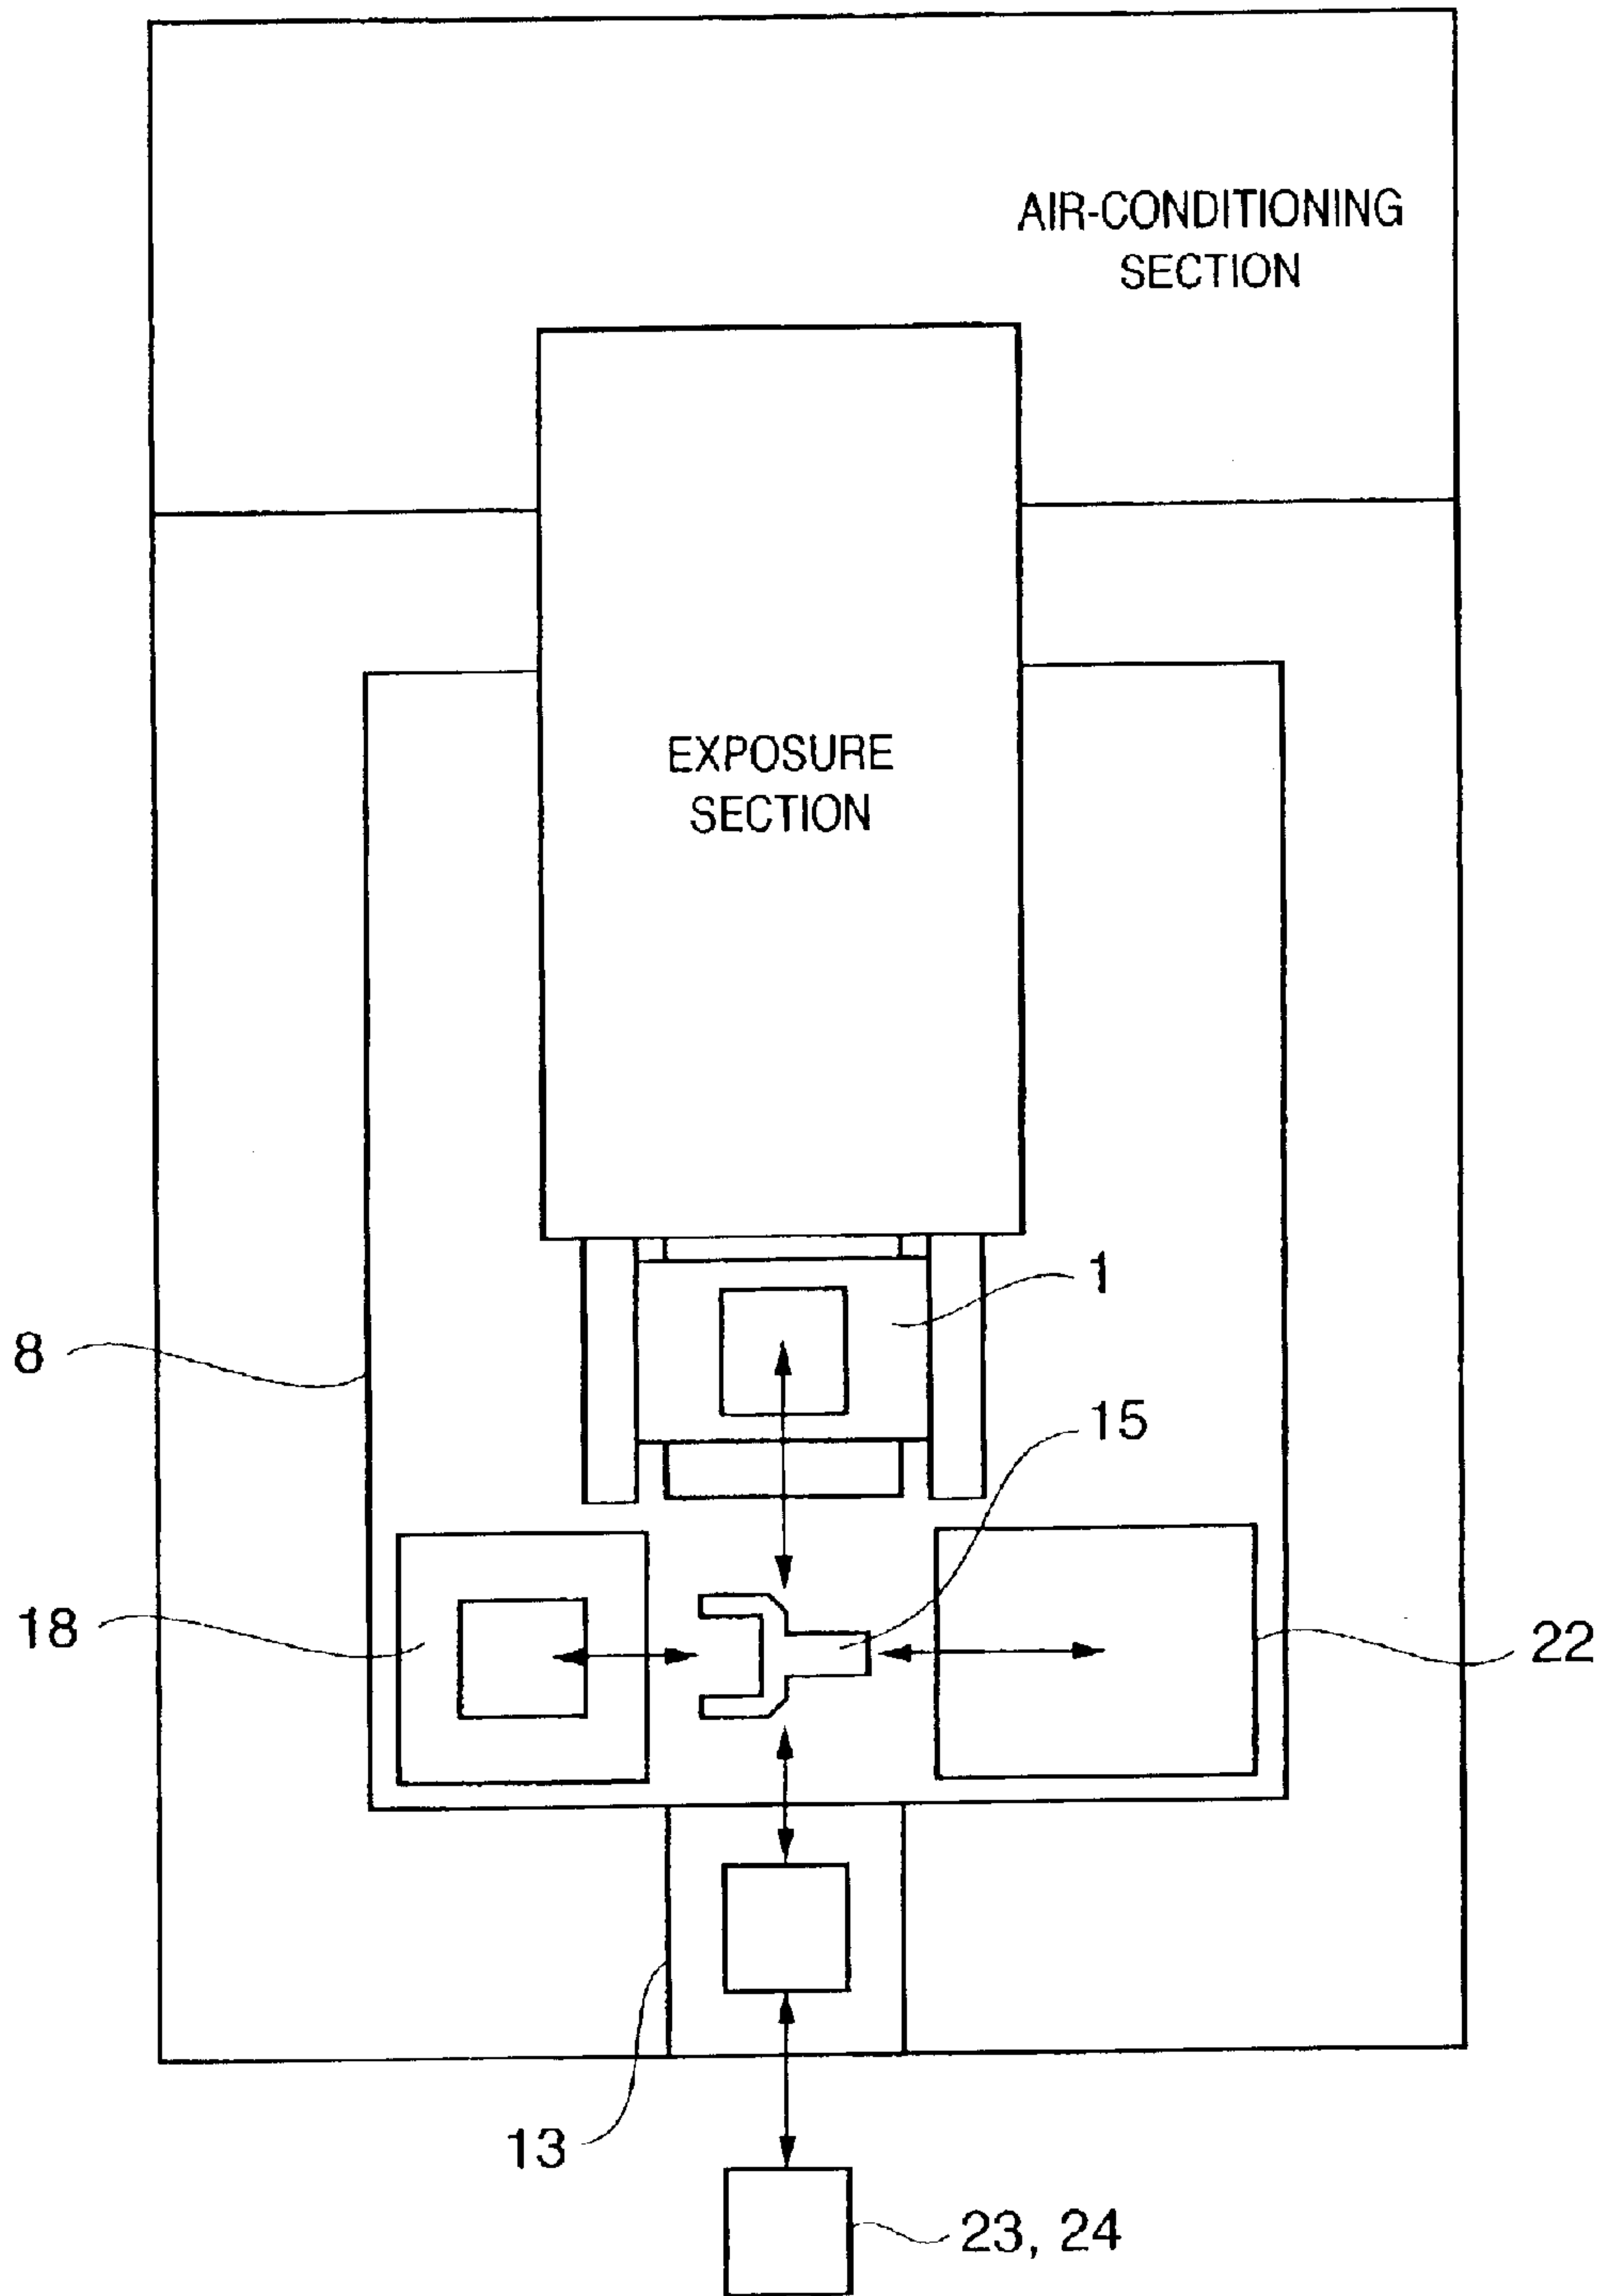 AIR-CONDITIONING
SECTION
EXPOSURE
SECTION
1
8
15
18
22
13
23, 24